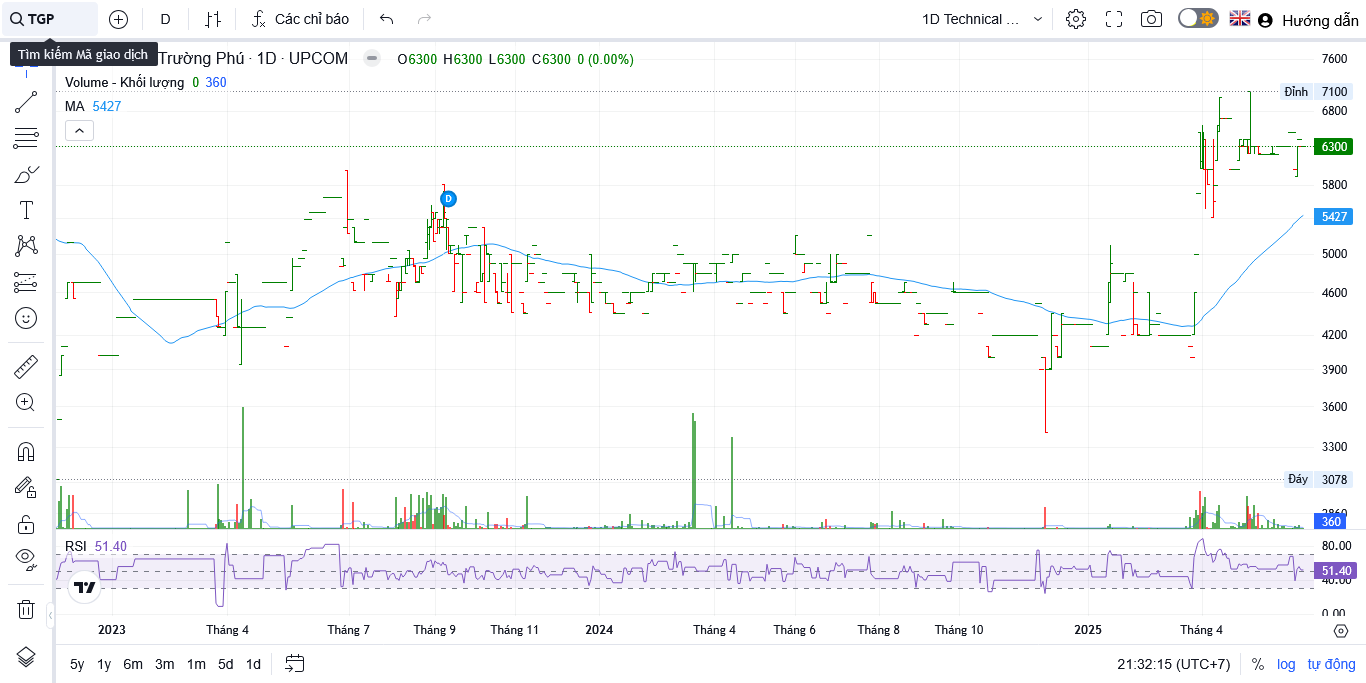 TGP
D
Các chỉ báo
1D Technical ...
Hướng dẫn
Tìm kiếm Mã giao dịch
Trường Phú · 1D · UPCOM
O6300 H6300 L6300 C6300 0 (0.00%)
Volume - Khối lượng 0 360
MA 5427
7600
Đỉnh 7100
6800
6300
5800
D
5427
5000
4600
4200
3900
3600
3300
Đáy 3078
2860
360
RSI 51.40
80.00
51.40
40.00
0.00
2023 Tháng 4 Tháng 7 Tháng 9 Tháng 11 2024 Tháng 4 Tháng 6 Tháng 8 Tháng 10 2025 Tháng 4
5y 1y 6m 3m 1m 5d 1d
21:32:15 (UTC+7) % log tự động